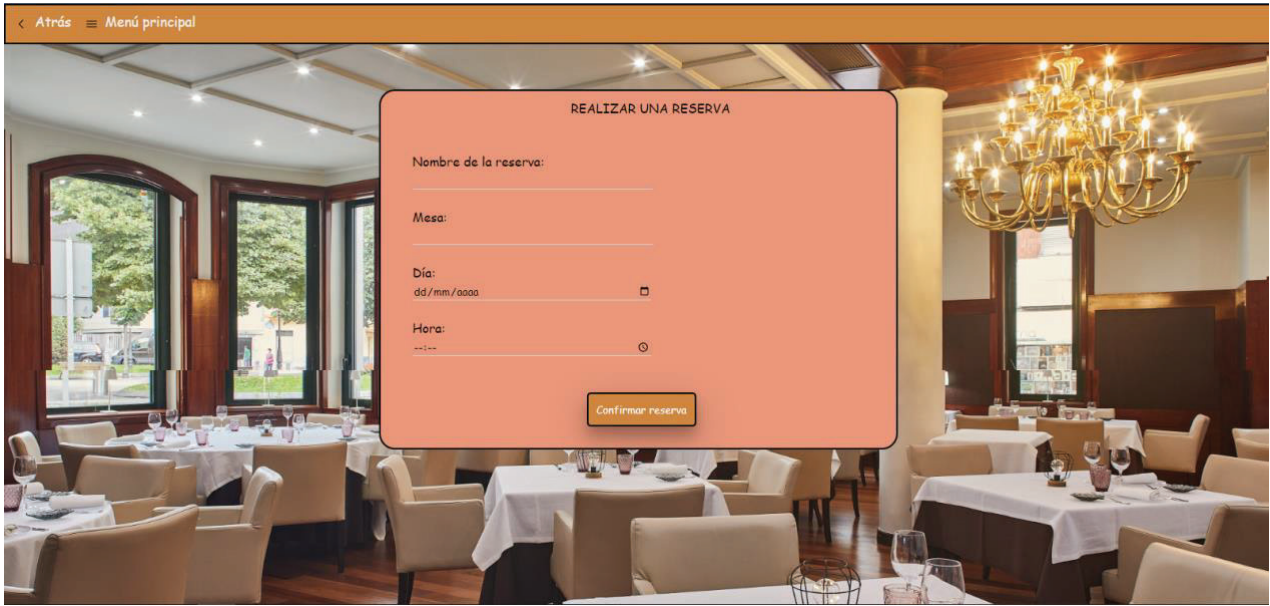 Atrás Menú principal
REALIZAR UNA RESERVA
Nombre de la reserva:
Mesa:
Día:
dd/mm/aaaa
Hora:
--:--
Confirmar reserva